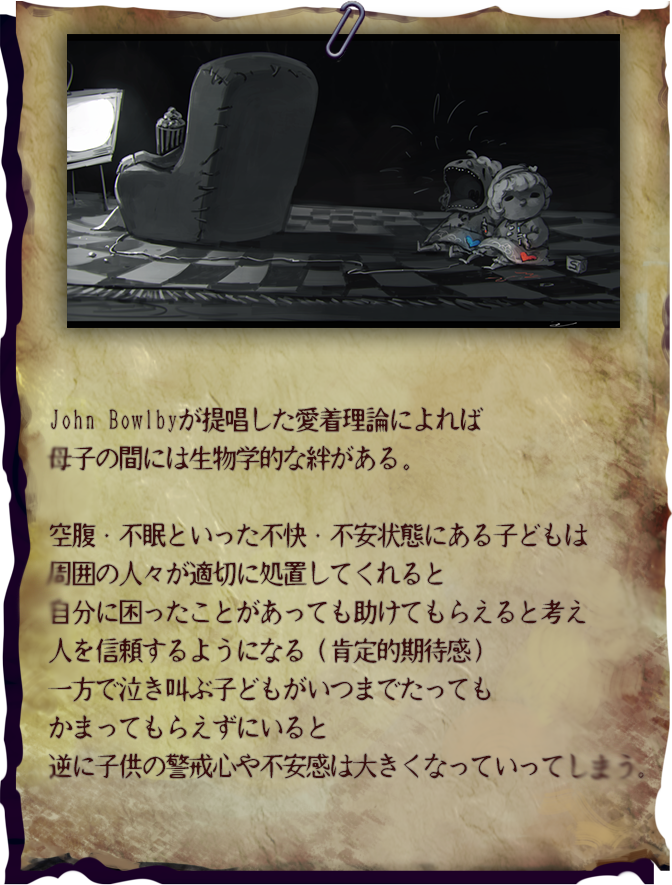 John Bowlbyが提唱した愛着理論によれば
母子の間には生物学的な絆がある。
空腹・不眠といった不快・不安状態にある子どもは
周囲の人々が適切に処置してくれると
自分に困ったことがあっても助けてもらえると考え
人を信頼するようになる(肯定的期待感)
一方で泣き叫ぶ子どもがいつまでたっても
かまってもらえずにいると
逆に子供の警戒心や不安感は大きくなっていってしまう。